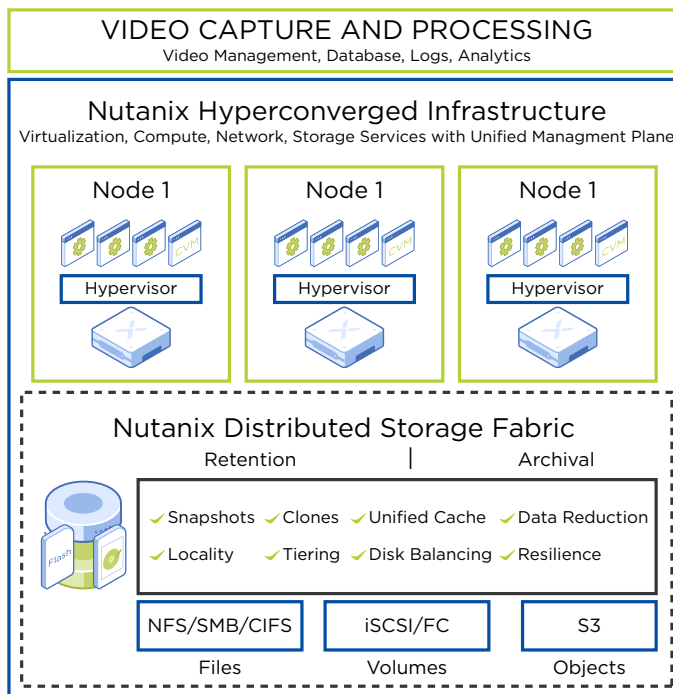 VIDEO CAPTURE AND PROCESSING
Video Management, Database, Logs, Analytics
Nutanix Hyperconverged Infrastructure
Virtualization, Compute, Network, Storage Services with Unified Managment Plane
Node 1 Node 1 Node 1
CVM CVM CVM
Hypervisor Hypervisor Hypervisor
Nutanix Distributed Storage Fabric
Retention | Archival
Snapshots Clones Unified Cache Data Reduction
Locality Tiering Disk Balancing Resilience
Flash
NFS/SMB/CIFS iSCSI/FC S3
Files Volumes Objects